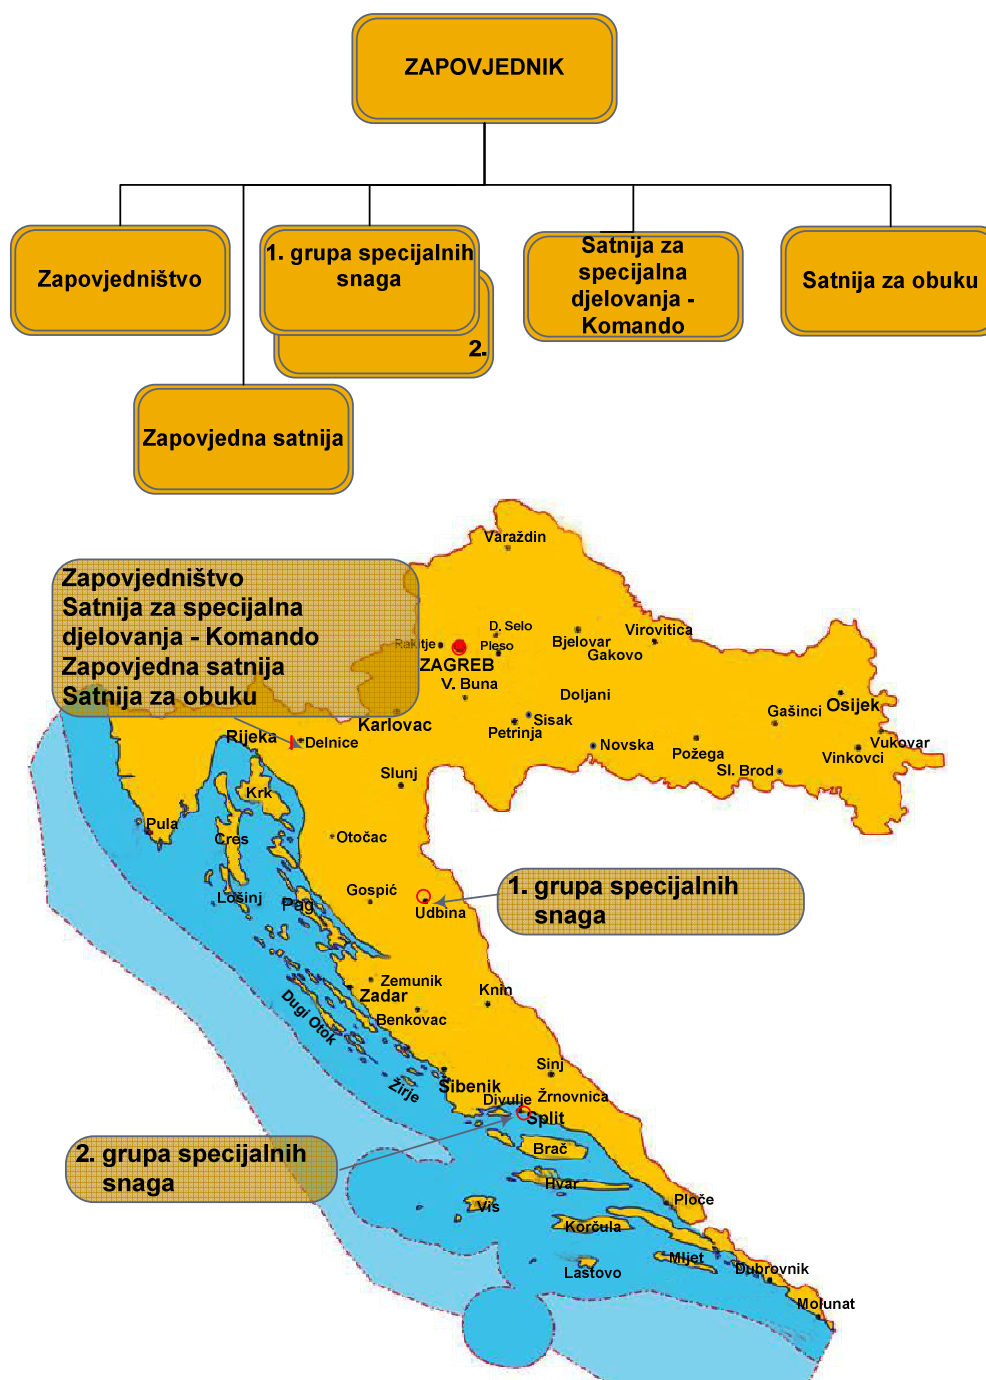 ZAPOVJEDNIK
Zapovjedništvo
1. grupa specijalnih
snaga
2.
Satnija za
specijalna
djelovanja -
Komando
Satnija za obuku
Zapovjedna satnija
Varaždin
Zapovjedništvo
Satnija za specijalna
djelovanja - Komando
Zapovjedna satnija
Satnija za obuku
D. Selo
Rakitje
Pleso
ZAGREB
V. Buna
Bjelovar
Gakovo
Virovitica
Doljani
Karlovac
Sisak
Petrinja
Gašinci
Osijek
Rijeka
Delnice
Novska
Požega
Vukovar
Vinkovci
Sl. Brod
Slunj
Krk
Pula
Cres
Otočac
Lošinj
Pag
Gospić
Udbina
1. grupa specijalnih
snaga
Zemunik
Zadar
Knin
Dugi Otok
Benkovac
Sinj
Žirje
Šibenik
Divulje
Žrnovnica
Split
2. grupa specijalnih
snaga
Brač
Hvar
Vis
Ploče
Korčula
Mljet
Lastovo
Dubrovnik
Molunat